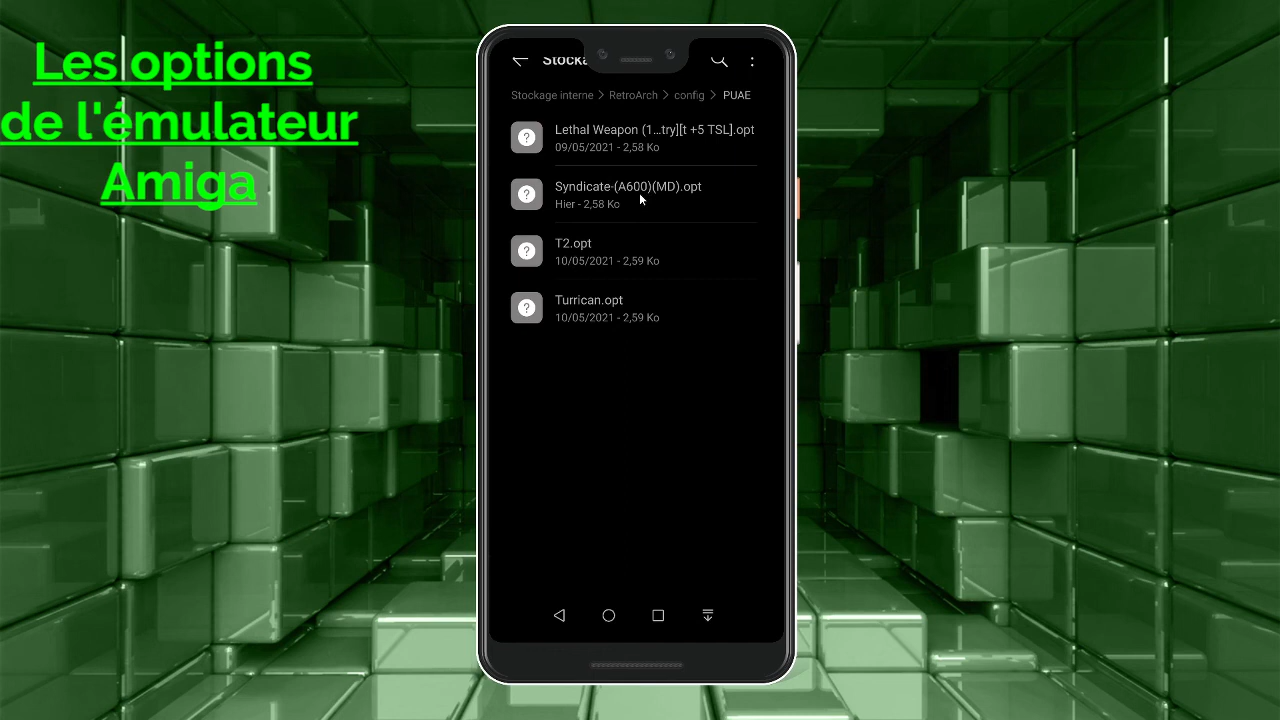 Les options
de l'émulateur
Amiga
Stocka
Stockage interne > RetroArch > config > PUAE
Lethal Weapon (1...try][t +5 TSL].opt
09/05/2021 - 2,58 Ko
Syndicate-(A600)(MD).opt
Hier - 2,58 Ko
T2.opt
10/05/2021 - 2,59 Ko
Turrican.opt
10/05/2021 - 2,59 Ko